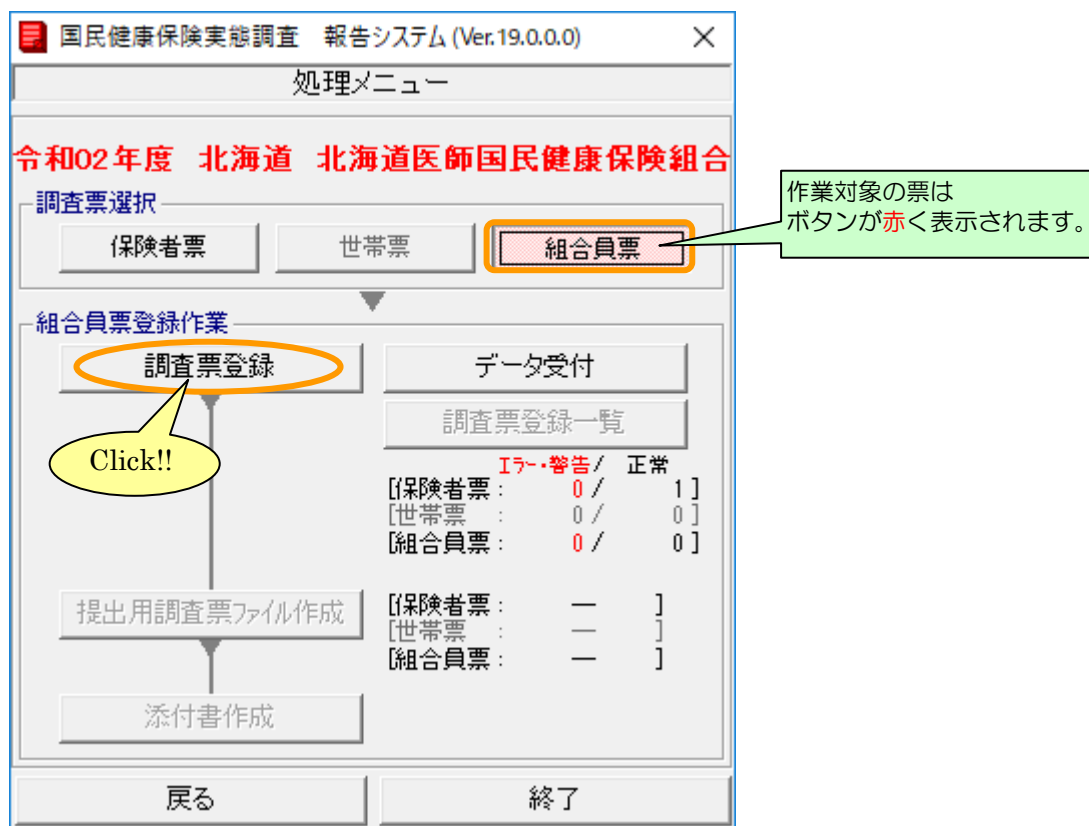 国民健康保険実態調査　報告システム (Ver.19.0.0.0)
処理メニュー
令和02年度　北海道　北海道医師国民健康保険組合
調査票選択
保険者票 世帯票 組合員票
作業対象の票は
ボタンが赤く表示されます。
組合員票登録作業
調査票登録 データ受付
Click!!
調査票登録一覧
エラー・警告/ 正常
[保険者票: 0/ 1]
[世帯票 : 0/ 0]
[組合員票: 0/ 0]
提出用調査票ファイル作成
[保険者票: ― ]
[世帯票 : ― ]
[組合員票: ― ]
添付書作成
戻る 終了